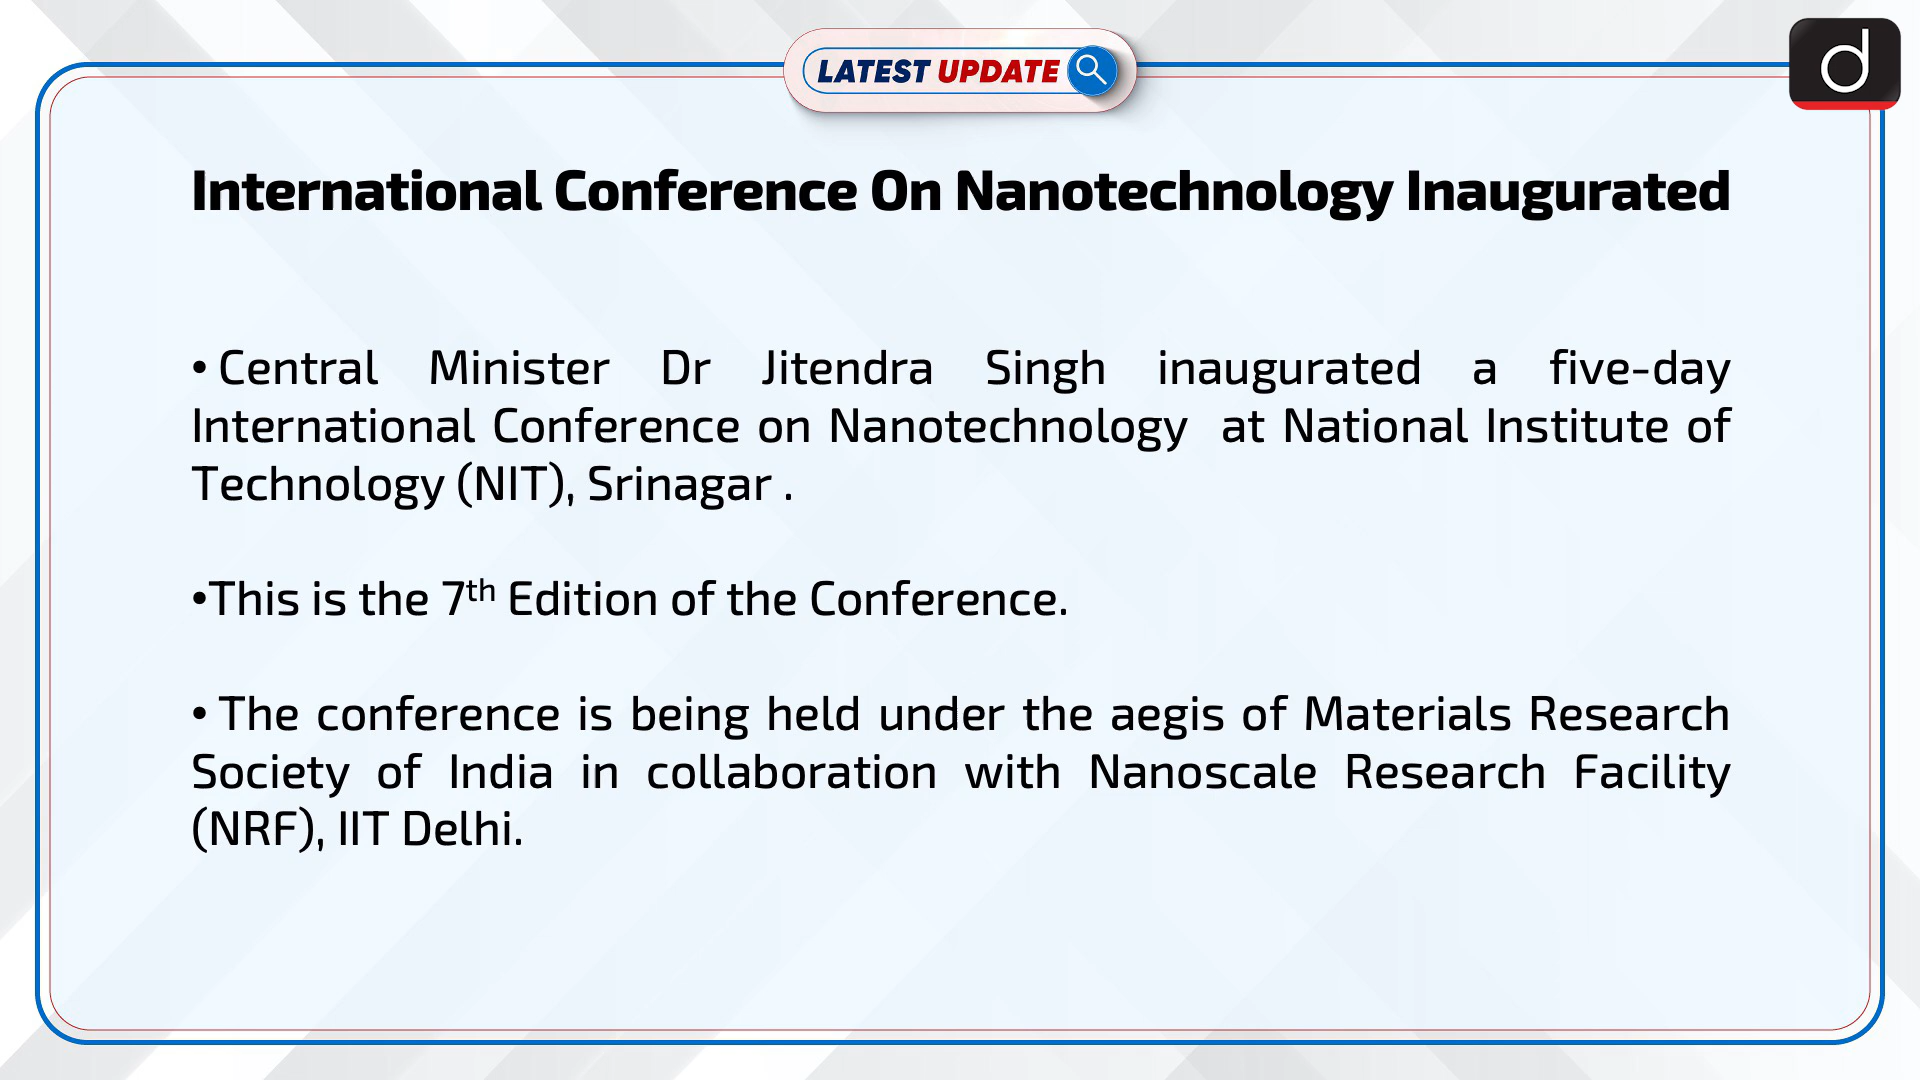 LATEST UPDATE
d
International Conference On Nanotechnology Inaugurated
• Central Minister Dr Jitendra Singh inaugurated a five-day
International Conference on Nanotechnology  at National Institute of
Technology (NIT), Srinagar .
•This is the 7th Edition of the Conference.
• The conference is being held under the aegis of Materials Research
Society of India in collaboration with Nanoscale Research Facility
(NRF), IIT Delhi.